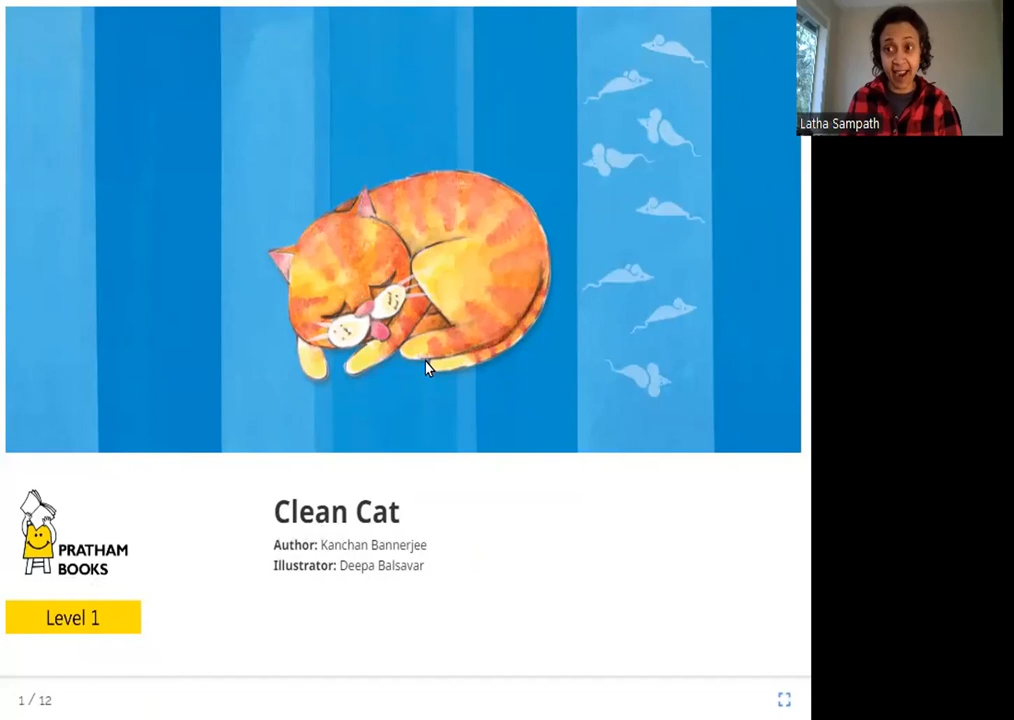 Latha Sampath
Clean Cat
Author: Kanchan Bannerjee
Illustrator: Deepa Balsavar
PRATHAM
BOOKS
Level 1
1 / 12